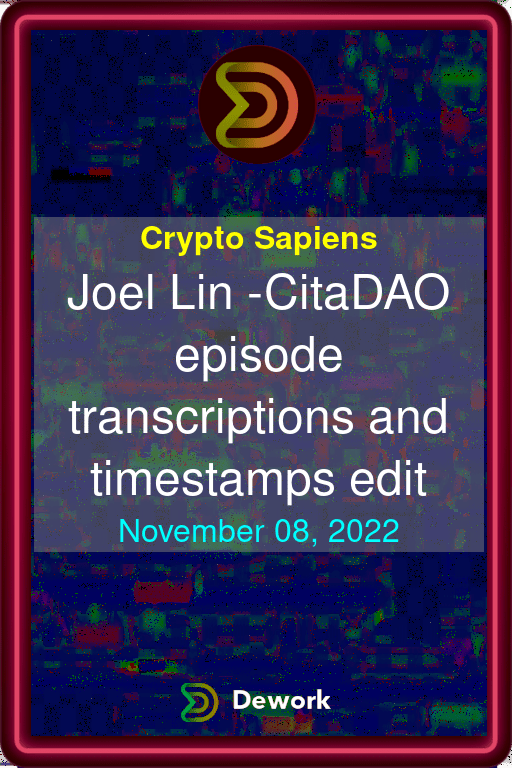 Crypto Sapiens
Joel Lin -CitaDAO
episode
transcriptions and
timestamps edit
November 08, 2022
Dework